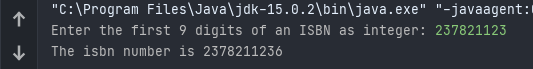 "C:\Program Files\Java\jdk-15.0.2\bin\java.exe" "-javaagent:
Enter the first 9 digits of an ISBN as integer: 237821123
The isbn number is 2378211236